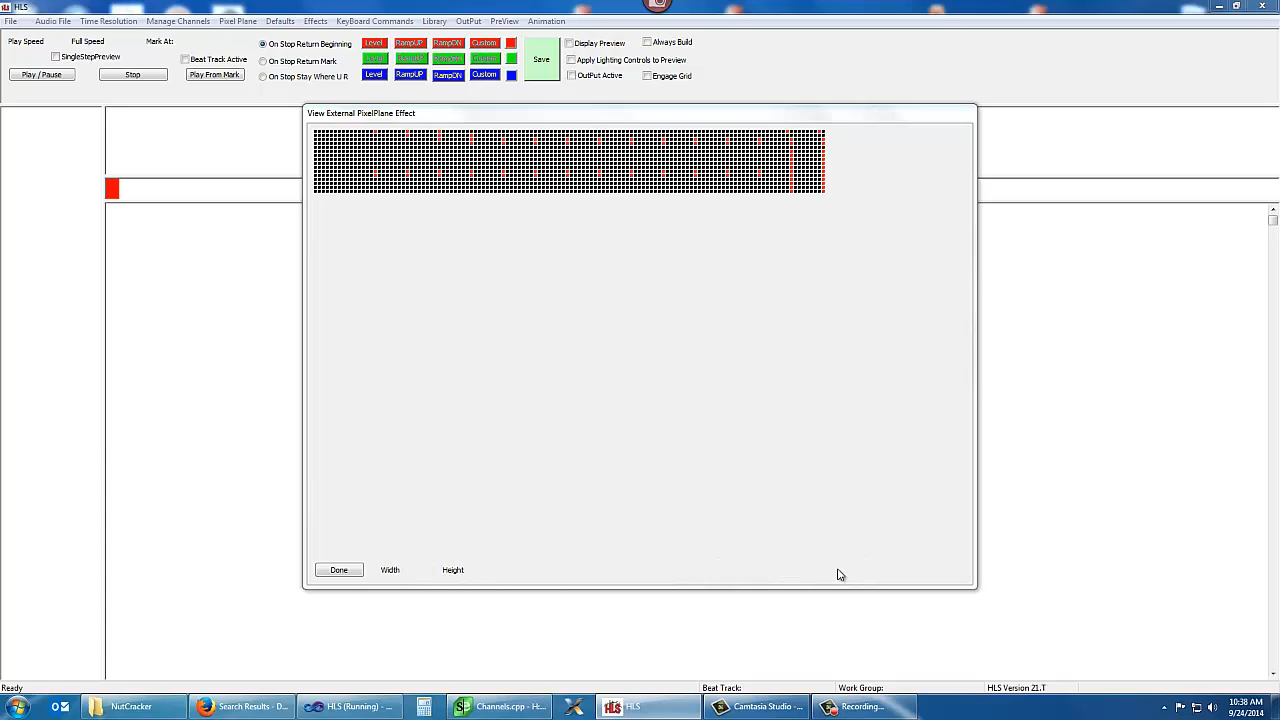 HLS
File Audio File Time Resolution Manage Channels Pixel Plane Defaults Effects KeyBoard Commands Library OutPut PreView Animation
Play Speed Full Speed Mark At: On Stop Return Beginning Level RampUP RampDN Custom Display Preview Always Build
SingleStepPreview Beat Track Active On Stop Return Mark Level RampUP RampDN Custom Save Apply Lighting Controls to Preview
Play / Pause Stop Play From Mark On Stop Stay Where U R Level RampUP RampDN Custom OutPut Active Engage Grid
View External PixelPlane Effect
Done Width Height
Ready Beat Track: Work Group: HLS Version 21.T
NutCracker Search Results - D... HLS (Running) - ... Channels.cpp - H... HLS Camtasia Studio - ... Recording... 10:38 AM
9/24/2014